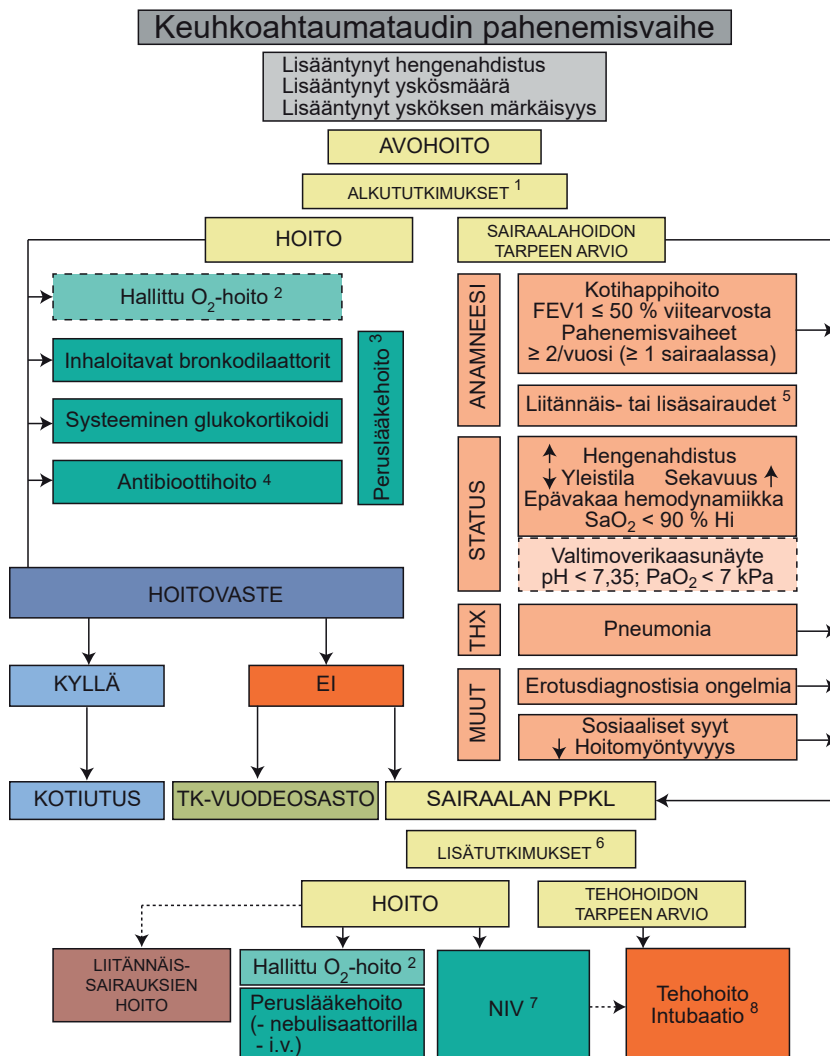 Keuhkoahtaumataudin pahenemisvaihe
Lisääntynyt hengenahdistus
Lisääntynyt yskösmäärä
Lisääntynyt ysköksen märkäisyys
AVOHOITO
ALKUTUTKIMUKSET 1
HOITO
Hallittu O2-hoito 2
Inhaloitavat bronkodilaattorit
Systeeminen glukokortikoidi
Antibioottihoito 4
Peruslääkehoito 3
SAIRAALAHOIDON
TARPEEN ARVIO
ANAMNEESI
Kotihappihoito
FEV1 ≤ 50 % viitearvosta
Pahenemisvaiheet
≥ 2/vuosi (≥ 1 sairaalassa)
Liitännäis- tai lisäsairaudet 5
STATUS
↑ Hengenahdistus
↓ Yleistila Sekavuus ↑
Epävakaa hemodynamiikka
SaO2 < 90 % Hi
Valtimoverikaasunäyte
pH < 7,35; PaO2 < 7 kPa
THX
Pneumonia
MUUT
Erotusdiagnostisia ongelmia
Sosiaaliset syyt
↓ Hoitomyöntyvyys
HOITOVASTE
KYLLÄ
EI
KOTIUTUS
TK-VUODEOSASTO
SAIRAALAN PPKL
LISÄTUTKIMUKSET 6
HOITO
TEHOHOIDON
TARPEEN ARVIO
LIITÄNNÄIS-
SAIRAUKSIEN
HOITO
Hallittu O2-hoito 2
Peruslääkehoito
(- nebulisaattorilla
- i.v.)
NIV 7
Tehohoito
Intubaatio 8